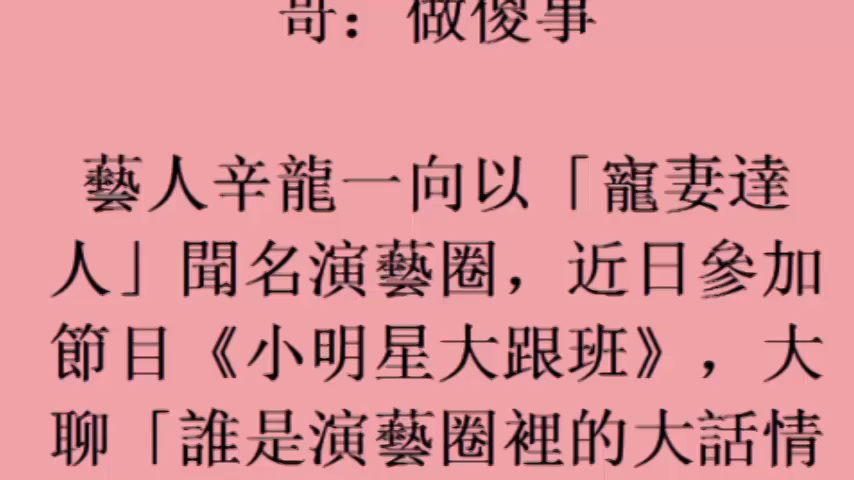 哥：做傻事
藝人辛龍一向以「寵妻達
人」聞名演藝圈，近日參加
節目《小明星大跟班》，大
聊「誰是演藝圈裡的大話情